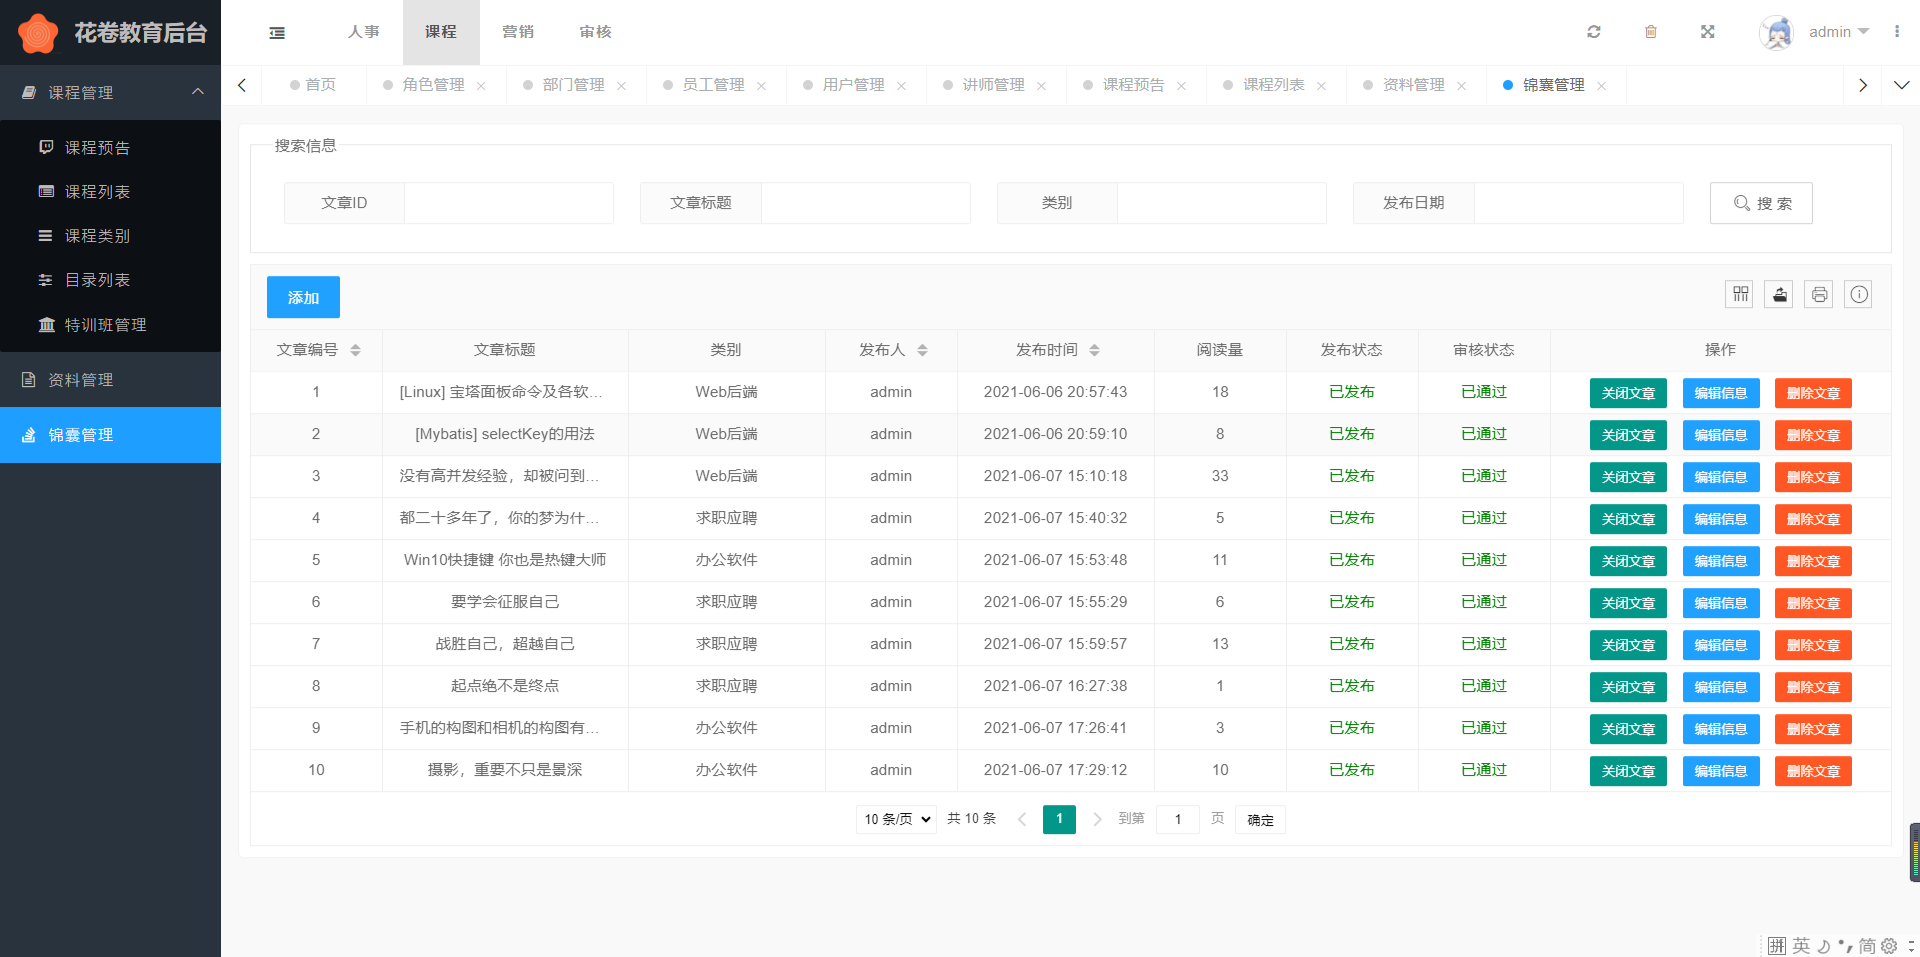 花卷教育后台
人事 课程 营销 审核
admin
首页 角色管理 部门管理 员工管理 用户管理 讲师管理 课程预告 课程列表 资料管理 锦囊管理
课程管理
课程预告
课程列表
课程类别
目录列表
特训班管理
资料管理
锦囊管理
搜索信息
文章ID 文章标题 类别 发布日期 搜 索
添加
文章编号 文章标题 类别 发布人 发布时间 阅读量 发布状态 审核状态 操作
1 [Linux] 宝塔面板命令及各软... Web后端 admin 2021-06-06 20:57:43 18 已发布 已通过 关闭文章 编辑信息 删除文章
2 [Mybatis] selectKey的用法 Web后端 admin 2021-06-06 20:59:10 8 已发布 已通过 关闭文章 编辑信息 删除文章
3 没有高并发经验，却被问到... Web后端 admin 2021-06-07 15:10:18 33 已发布 已通过 关闭文章 编辑信息 删除文章
4 都二十多年了，你的梦为什... 求职应聘 admin 2021-06-07 15:40:32 5 已发布 已通过 关闭文章 编辑信息 删除文章
5 Win10快捷键 你也是热键大师 办公软件 admin 2021-06-07 15:53:48 11 已发布 已通过 关闭文章 编辑信息 删除文章
6 要学会征服自己 求职应聘 admin 2021-06-07 15:55:29 6 已发布 已通过 关闭文章 编辑信息 删除文章
7 战胜自己，超越自己 求职应聘 admin 2021-06-07 15:59:57 13 已发布 已通过 关闭文章 编辑信息 删除文章
8 起点绝不是终点 求职应聘 admin 2021-06-07 16:27:38 1 已发布 已通过 关闭文章 编辑信息 删除文章
9 手机的构图和相机的构图有... 办公软件 admin 2021-06-07 17:26:41 3 已发布 已通过 关闭文章 编辑信息 删除文章
10 摄影，重要不只是景深 办公软件 admin 2021-06-07 17:29:12 10 已发布 已通过 关闭文章 编辑信息 删除文章
10 条/页 共 10 条 1 到第 1 页 确定
拼 英 简